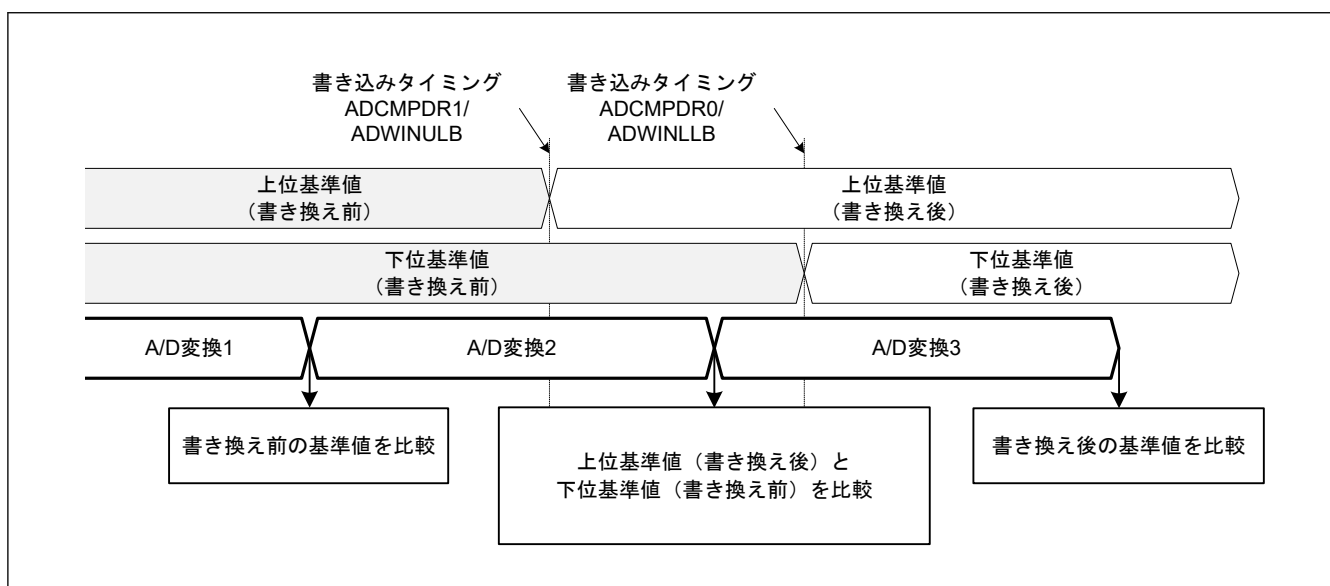 書き込みタイミング
ADCMPDR1/
ADWINULB
書き込みタイミング
ADCMPDR0/
ADWINLLB
上位基準値
（書き換え前）
上位基準値
（書き換え後）
下位基準値
（書き換え前）
下位基準値
（書き換え後）
A/D変換1
A/D変換2
A/D変換3
書き換え前の基準値を比較
上位基準値（書き換え後）と
下位基準値（書き換え前）を比較
書き換え後の基準値を比較